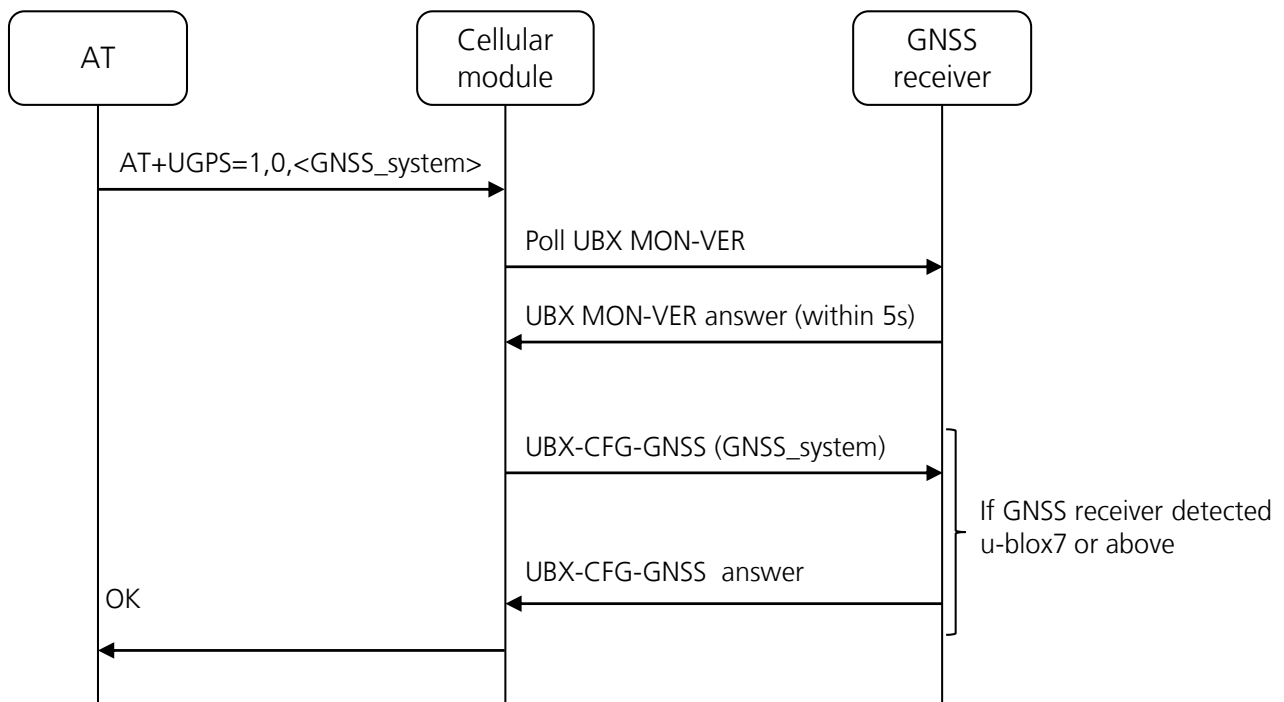 AT
Cellular
module
GNSS
receiver
AT+UGPS=1,0,<GNSS_system>
Poll UBX MON-VER
UBX MON-VER answer (within 5s)
UBX-CFG-GNSS (GNSS_system)
If GNSS receiver detected
u-blox7 or above
UBX-CFG-GNSS  answer
OK